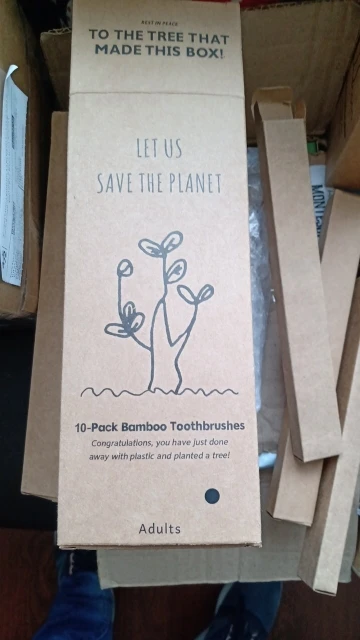 REST IN PEACE
TO THE TREE THAT
MADE THIS BOX!
LET US
SAVE THE PLANET
10-Pack Bamboo Toothbrushes
Congratulations, you have just done
away with plastic and planted a tree!
Adults